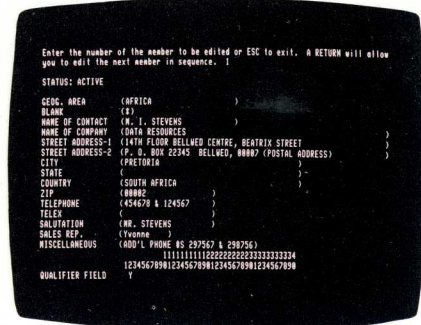 Enter the number of the member to be edited or ESC to exit. A RETURN will allow
you to edit the next member in sequence. 1
STATUS: ACTIVE
GEOG. AREA (AFRICA )
BLANK (‡)
NAME OF CONTACT (M. I. STEVENS )
NAME OF COMPANY (DATA RESOURCES )
STREET ADDRESS-1 (14TH FLOOR BELLWED CENTRE, BEATRIX STREET )
STREET ADDRESS-2 (P. O. BOX 22345 BELLWED, 00007 (POSTAL ADDRESS) )
CITY (PRETORIA )
STATE ( )
COUNTRY (SOUTH AFRICA )
ZIP (00002 )
TELEPHONE (454678 & 124567 )
TELEX ( )
SALUTATION (MR. STEVENS )
SALES REP. (Yvonne )
MISCELLANEOUS (ADD'L PHONE #S 297567 & 298756)
1111111111222222222233333333334
1234567890123456789012345678901234567890
QUALIFIER FIELD Y